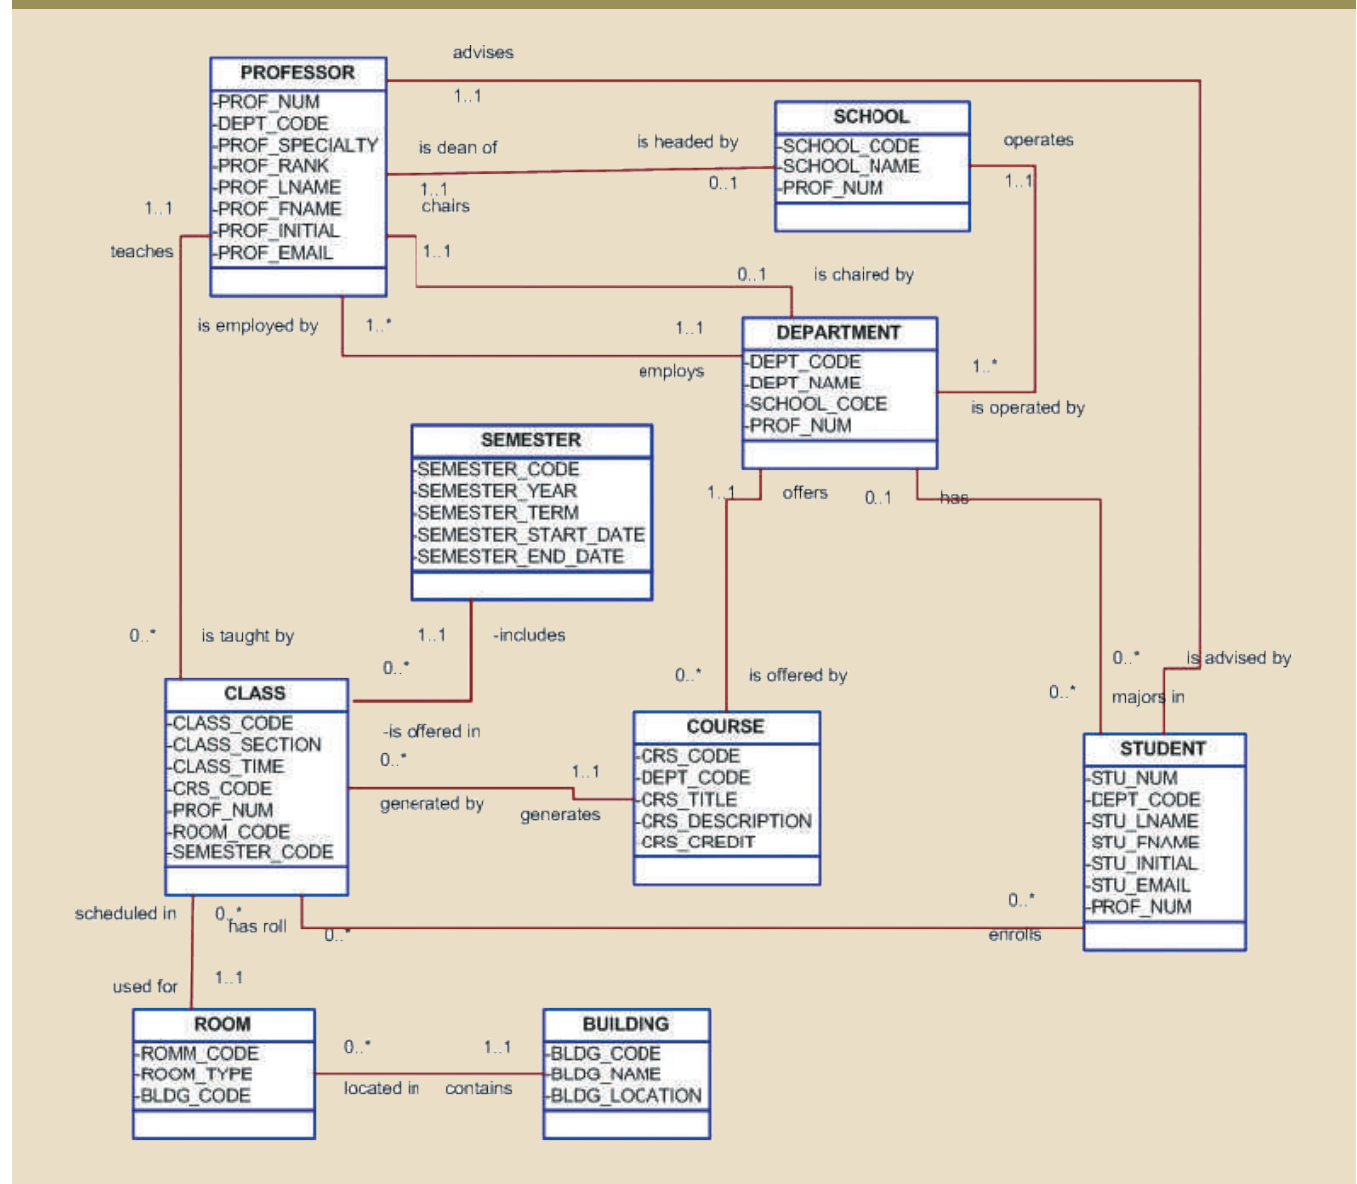 advises
PROFESSOR
-PROF_NUM
-DEPT_CODE
-PROF_SPECIALTY
-PROF_RANK
-PROF_LNAME
-PROF_FNAME
-PROF_INITIAL
-PROF_EMAIL
1..1
SCHOOL
-SCHOOL_CODE
-SCHOOL_NAME
-PROF_NUM
is dean of
is headed by
operates
1..1
0..1
1..1
chairs
1..1
teaches
1..1
0..1
is chaired by
is employed by
1..*
1..1
employs
DEPARTMENT
-DEPT_CODE
-DEPT_NAME
-SCHOOL_CODE
-PROF_NUM
1..*
is operated by
SEMESTER
-SEMESTER_CODE
-SEMESTER_YEAR
-SEMESTER_TERM
-SEMESTER_START_DATE
-SEMESTER_END_DATE
1..1
offers
0..1
has
0..*
is taught by
1..1
-includes
0..*
0..*
is offered by
0..*
is advised by
0..*
majors in
CLASS
-CLASS_CODE
-CLASS_SECTION
-CLASS_TIME
-CRS_CODE
-PROF_NUM
-ROOM_CODE
-SEMESTER_CODE
-is offered in
0..*
1..1
generated by
generates
COURSE
-CRS_CODE
-DEPT_CODE
-CRS_TITLE
-CRS_DESCRIPTION
-CRS_CREDIT
STUDENT
-STU_NUM
-DEPT_CODE
-STU_LNAME
-STU_FNAME
-STU_INITIAL
-STU_EMAIL
-PROF_NUM
scheduled in
0..*
has roll
0..*
0..*
enrolls
used for
1..1
ROOM
-ROMM_CODE
-ROOM_TYPE
-BLDG_CODE
0..*
1..1
located in
contains
BUILDING
-BLDG_CODE
-BLDG_NAME
-BLDG_LOCATION